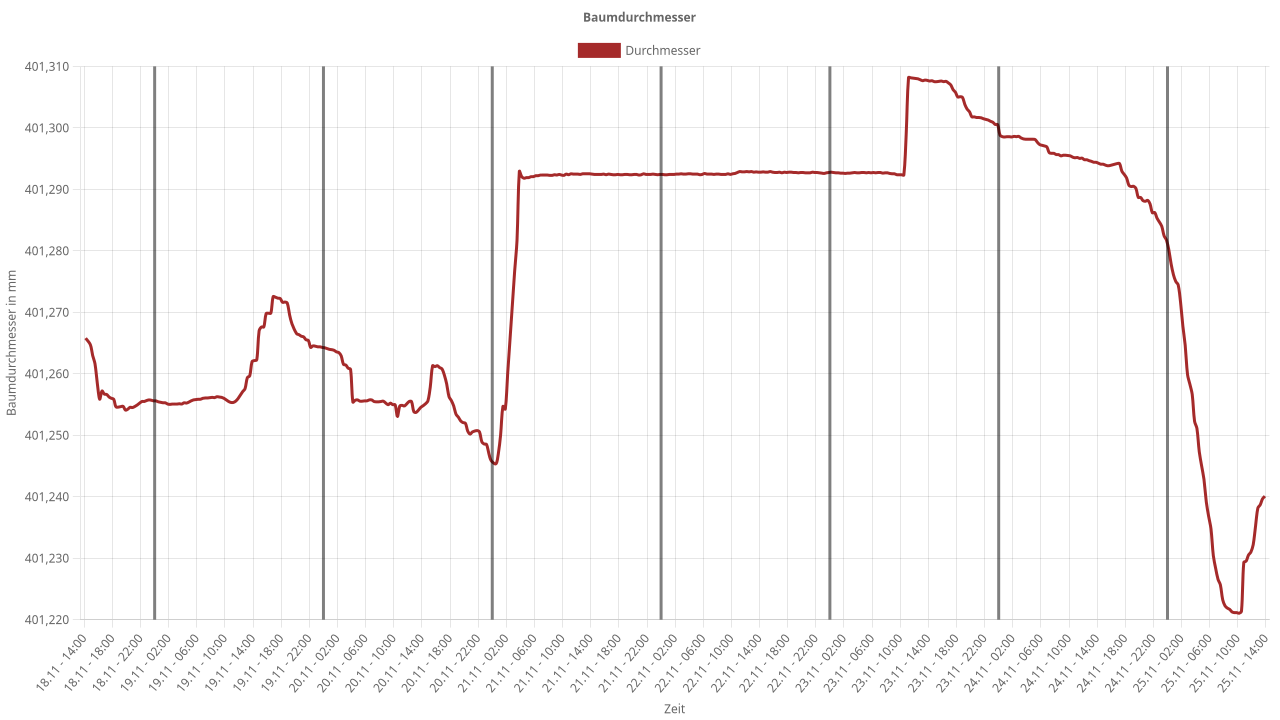 Baumdurchmesser
Durchmesser
401,310
401,300
401,290
401,280
401,270
401,260
401,250
401,240
401,230
401,220
Baumdurchmesser in mm
18.11 - 14:00
18.11 - 18:00
18.11 - 22:00
19.11 - 02:00
19.11 - 06:00
19.11 - 10:00
19.11 - 14:00
19.11 - 18:00
19.11 - 22:00
20.11 - 02:00
20.11 - 06:00
20.11 - 10:00
20.11 - 14:00
20.11 - 18:00
20.11 - 22:00
21.11 - 02:00
21.11 - 06:00
21.11 - 10:00
21.11 - 14:00
21.11 - 18:00
21.11 - 22:00
22.11 - 02:00
22.11 - 06:00
22.11 - 10:00
22.11 - 14:00
22.11 - 18:00
22.11 - 22:00
23.11 - 02:00
23.11 - 06:00
23.11 - 10:00
23.11 - 14:00
23.11 - 18:00
23.11 - 22:00
24.11 - 02:00
24.11 - 06:00
24.11 - 10:00
24.11 - 14:00
24.11 - 18:00
24.11 - 22:00
25.11 - 02:00
25.11 - 06:00
25.11 - 10:00
25.11 - 14:00
Zeit